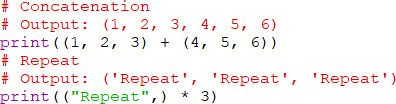 # Concatenation
# Output: (1, 2, 3, 4, 5, 6)
print((1, 2, 3) + (4, 5, 6))
# Repeat
# Output: ('Repeat', 'Repeat', 'Repeat')
print(("Repeat",) * 3)